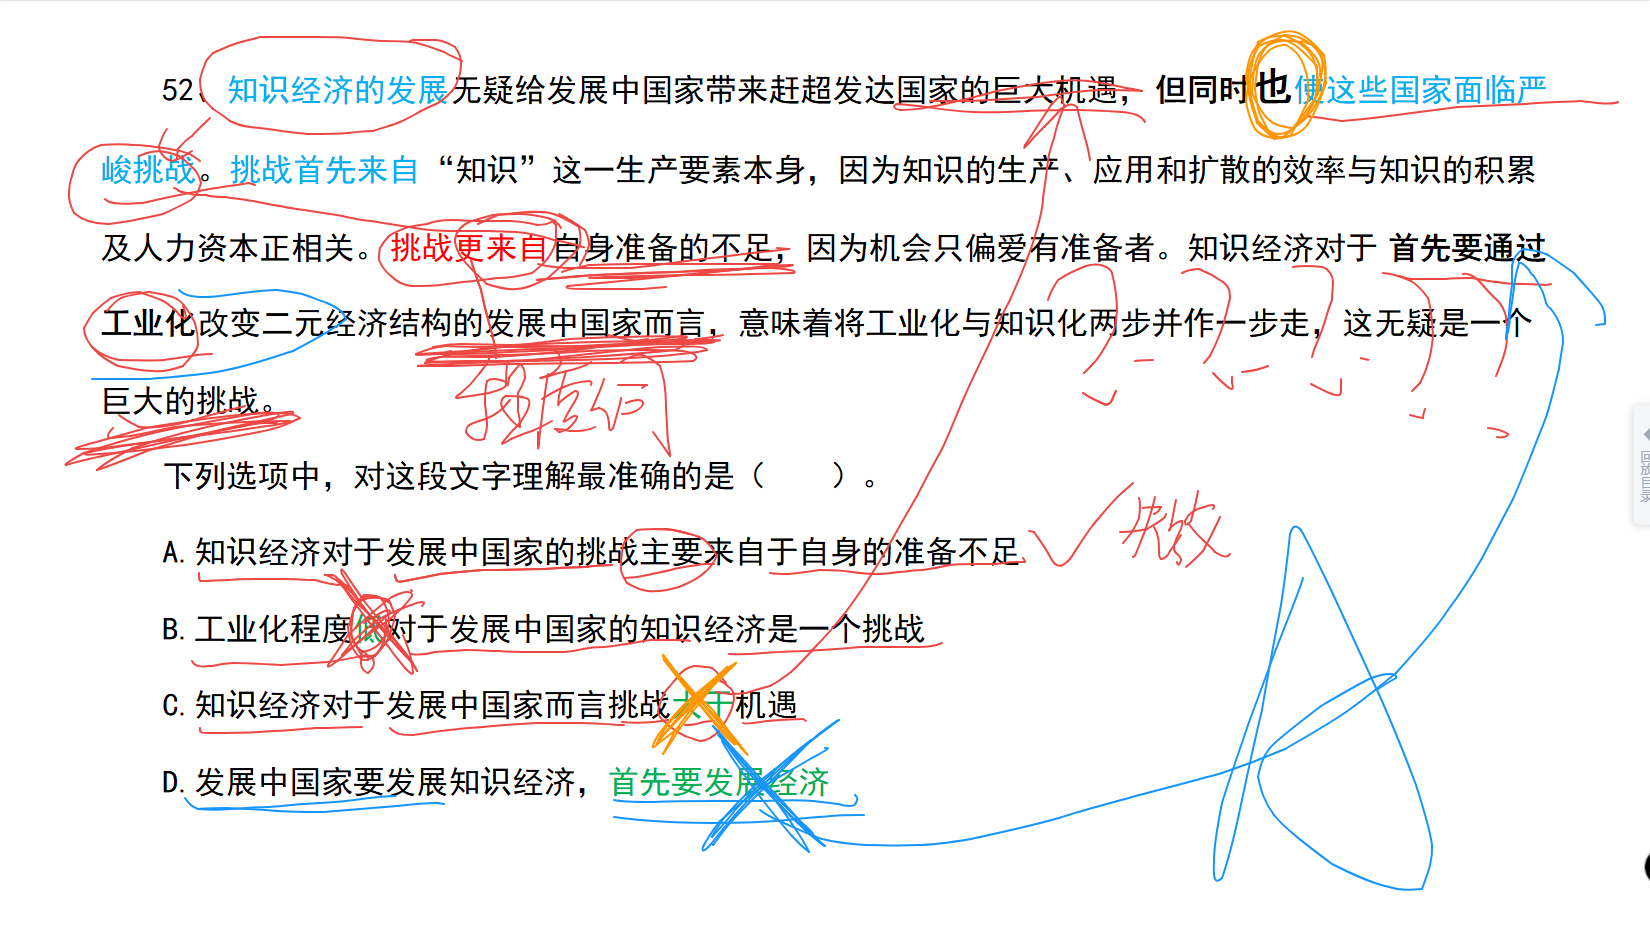 52、知识经济的发展无疑给发展中国家带来赶超发达国家的巨大机遇，但同时也使这些国家面临严
峻挑战。挑战首先来自“知识”这一生产要素本身，因为知识的生产、应用和扩散的效率与知识的积累
及人力资本正相关。挑战更来自自身准备的不足，因为机会只偏爱有准备者。知识经济对于 首先要通过
工业化改变二元经济结构的发展中国家而言，意味着将工业化与知识化两步并作一步走，这无疑是一个
巨大的挑战。
下列选项中，对这段文字理解最准确的是（　　）。
A. 知识经济对于发展中国家的挑战主要来自于自身的准备不足
B. 工业化程度低对于发展中国家的知识经济是一个挑战
C. 知识经济对于发展中国家而言挑战大于机遇
D. 发展中国家要发展知识经济，首先要发展经济
A
回放目录